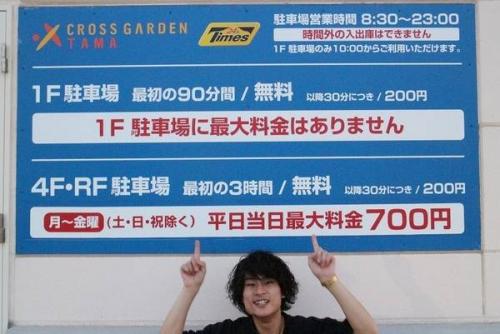 CROSS GARDEN
TAMA
24h
Times
駐車場営業時間 8:30～23:00
時間外の入出庫はできません
1F 駐車場のみ10:00からご利用いただけます。
1F 駐車場 最初の90分間 / 無料 以降30分につき / 200円
1F 駐車場に最大料金はありません
4F・RF 駐車場 最初の3時間 / 無料 以降30分につき / 200円
月～金曜 (土・日・祝除く) 平日当日最大料金 700円